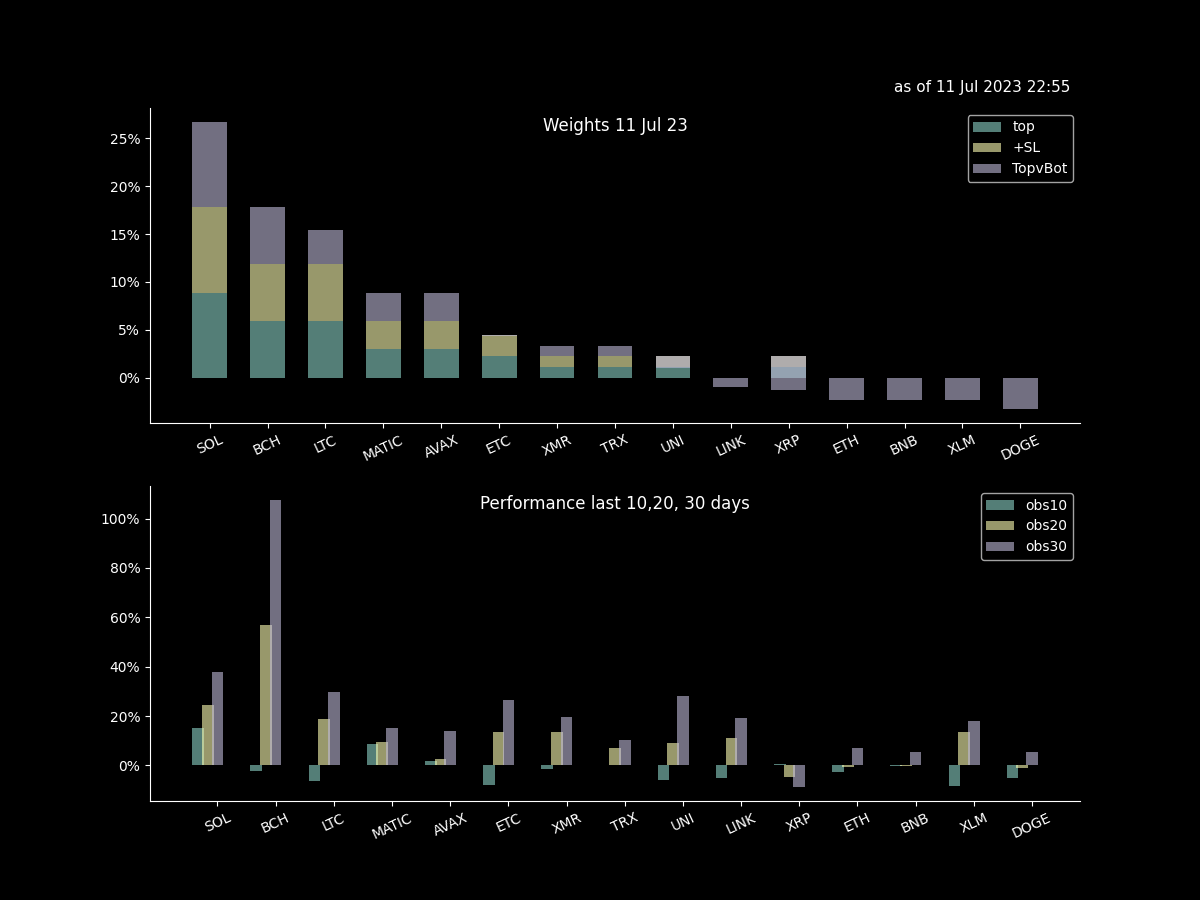 as of 11 Jul 2023 22:55
Weights 11 Jul 23
top
+SL
TopvBot
25%
20%
15%
10%
5%
0%
SOL BCH LTC MATIC AVAX ETC XMR TRX UNI LINK XRP ETH BNB XLM DOGE
Performance last 10,20, 30 days
obs10
obs20
obs30
100%
80%
60%
40%
20%
0%
SOL BCH LTC MATIC AVAX ETC XMR TRX UNI LINK XRP ETH BNB XLM DOGE